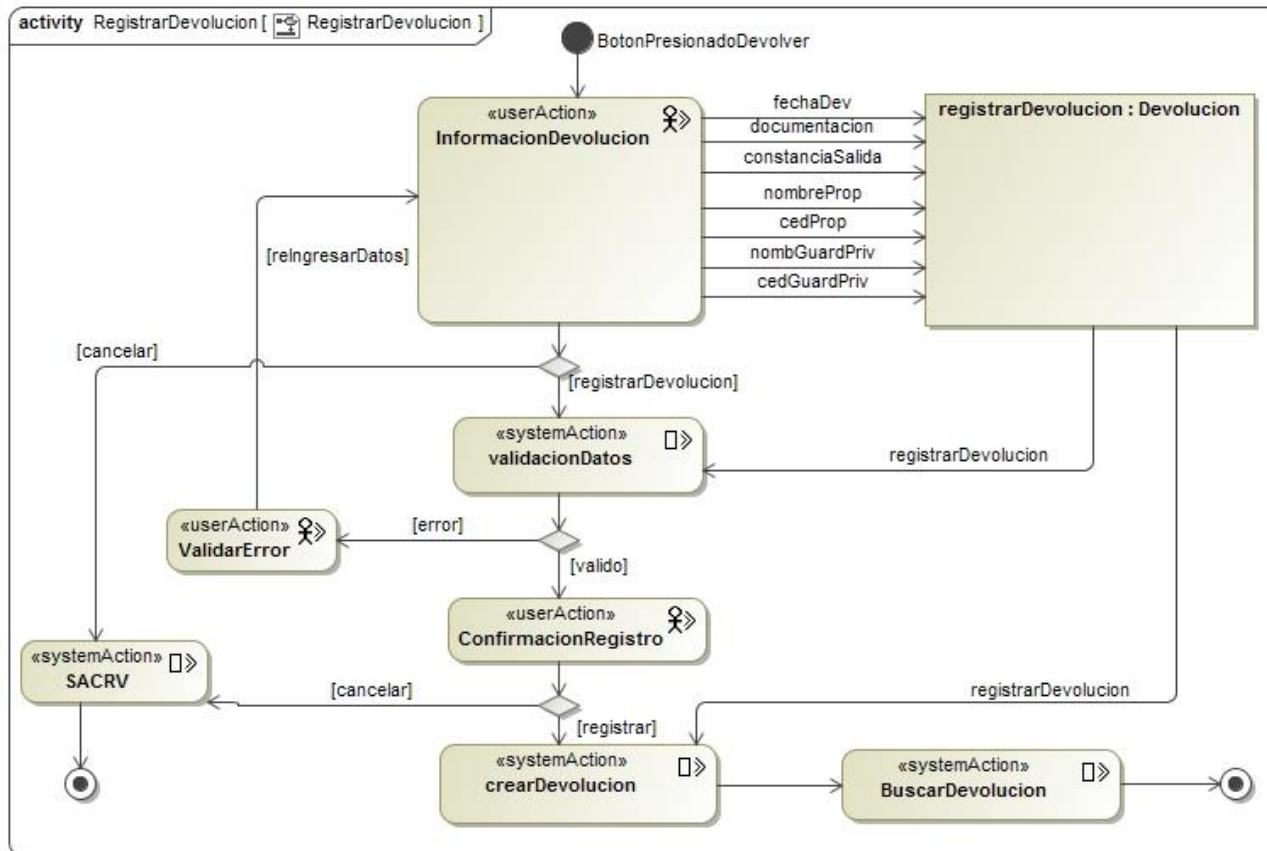 activity RegistrarDevolucion [ RegistrarDevolucion ]
BotonPresionadoDevolver
«userAction»
InformacionDevolucion
fechaDev
documentacion
constanciaSalida
nombreProp
cedProp
nombGuardPriv
cedGuardPriv
registrarDevolucion : Devolucion
[reIngresarDatos]
[cancelar]
[registrarDevolucion]
«systemAction»
validacionDatos
registrarDevolucion
«userAction»
ValidarError
[error]
[valido]
«userAction»
ConfirmacionRegistro
«systemAction»
SACRV
[cancelar]
registrarDevolucion
[registrar]
«systemAction»
crearDevolucion
«systemAction»
BuscarDevolucion